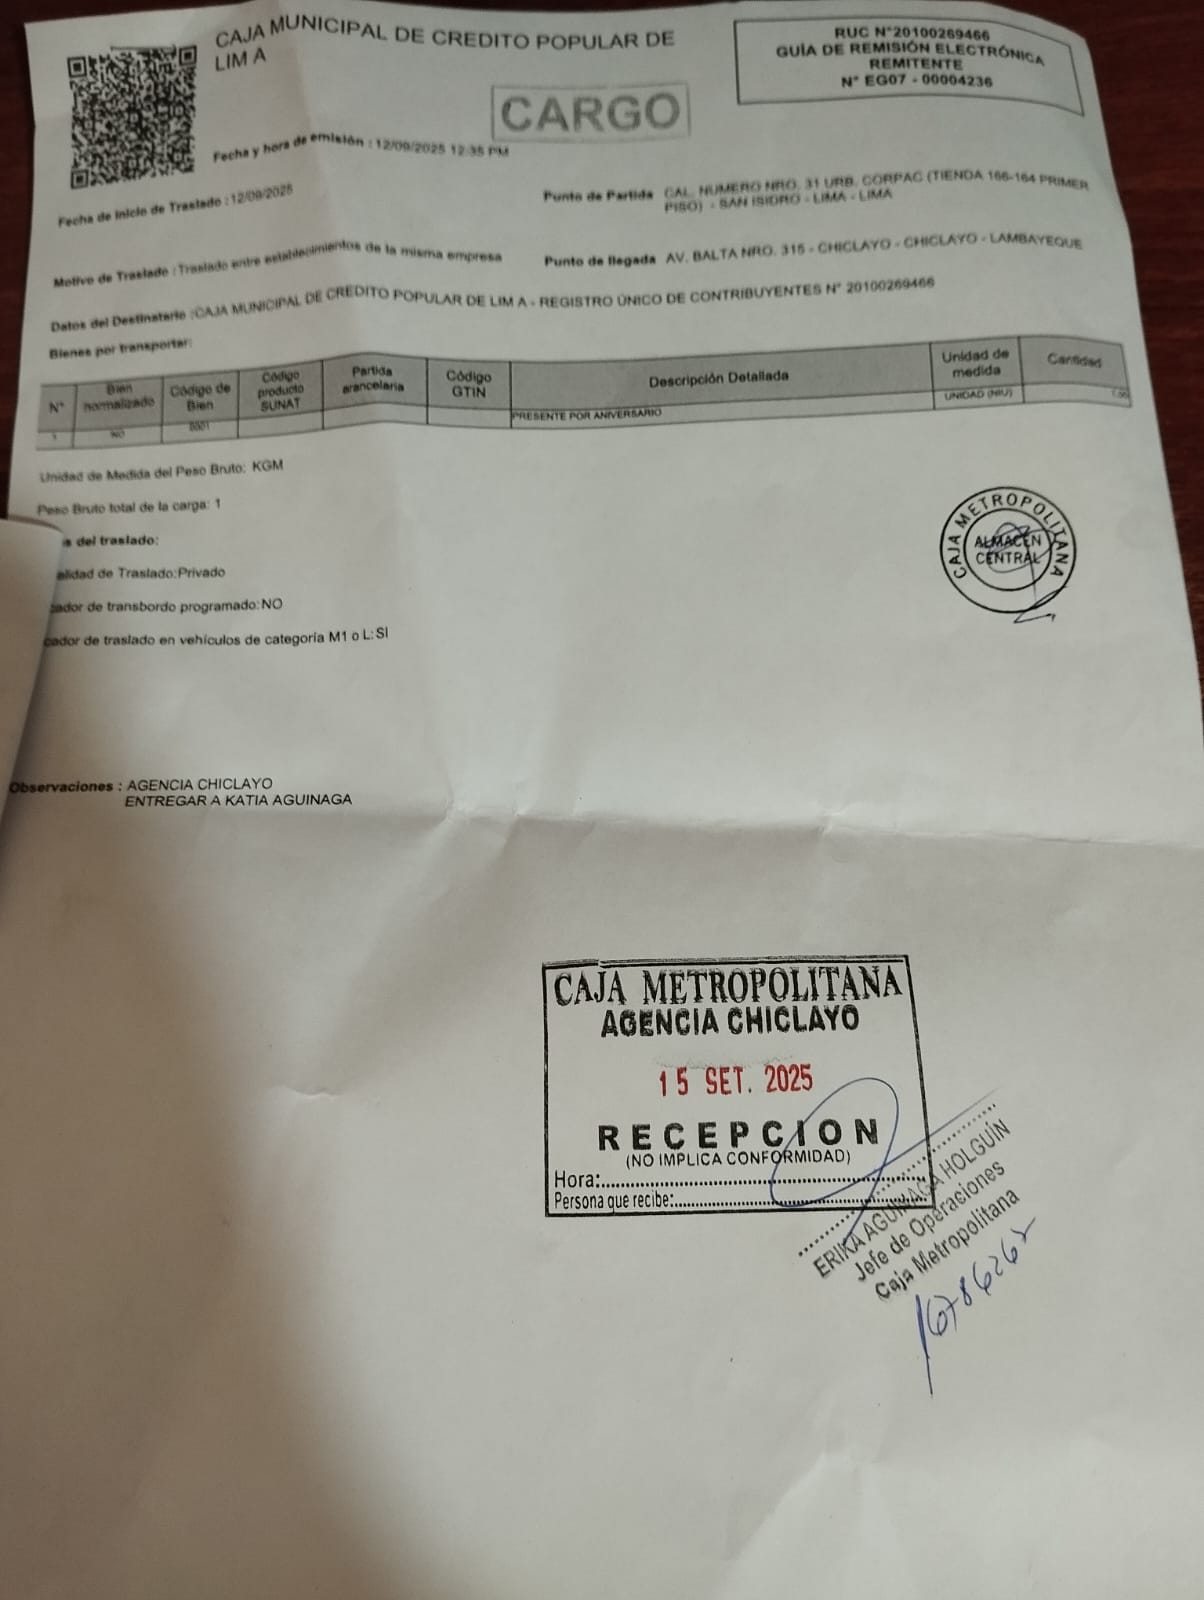 CAJA MUNICIPAL DE CREDITO POPULAR DE
LIM A
RUC N°20100269466
GUÍA DE REMISIÓN ELECTRÓNICA
REMITENTE
N° EG07 - 00004236
CARGO
Fecha y hora de emisión : 12/09/2025 12:35 PM
Fecha de Inicio de Traslado : 12/09/2025
Punto de Partida CAL. NUMERO NRO. 31 URB. CORPAC (TIENDA 166-164 PRIMER
PISO) - SAN ISIDRO - LIMA - LIMA
Motivo de Traslado : Traslado entre establecimientos de la misma empresa
Punto de llegada AV. BALTA NRO. 315 - CHICLAYO - CHICLAYO - LAMBAYEQUE
Datos del Destinatario :CAJA MUNICIPAL DE CREDITO POPULAR DE LIM A - REGISTRO ÚNICO DE CONTRIBUYENTES N° 20100269466
Bienes por transportar:
N° Bien normalizado Código de Bien Código producto SUNAT Partida arancelaria Código GTIN Descripción Detallada Unidad de medida Cantidad
1 NO 0001 PRESENTE POR ANIVERSARIO UNIDAD (NIU) 1.00
Unidad de Medida del Peso Bruto: KGM
Peso Bruto total de la carga: 1
s del traslado:
alidad de Traslado:Privado
cador de transbordo programado:NO
cador de traslado en vehículos de categoría M1 o L:SI
CAJA METROPOLITANA
ALMACEN
CENTRAL
Observaciones : AGENCIA CHICLAYO
ENTREGAR A KATIA AGUINAGA
CAJA METROPOLITANA
AGENCIA CHICLAYO
15 SET. 2025
RECEPCION
(NO IMPLICA CONFORMIDAD)
Hora:
Persona que recibe:
ERIKA AGUINAGA HOLGUÍN
Jefe de Operaciones
Caja Metropolitana